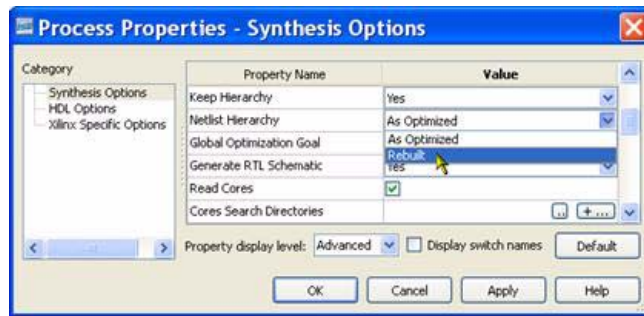 Process Properties - Synthesis Options
Category
Synthesis Options
HDL Options
Xilinx Specific Options
Property Name Value
Keep Hierarchy Yes
Netlist Hierarchy As Optimized
Global Optimization Goal As Optimized
Rebuilt
Generate RTL Schematic Yes
Read Cores
Cores Search Directories .. + ...
Property display level: Advanced Display switch names Default
OK Cancel Apply Help